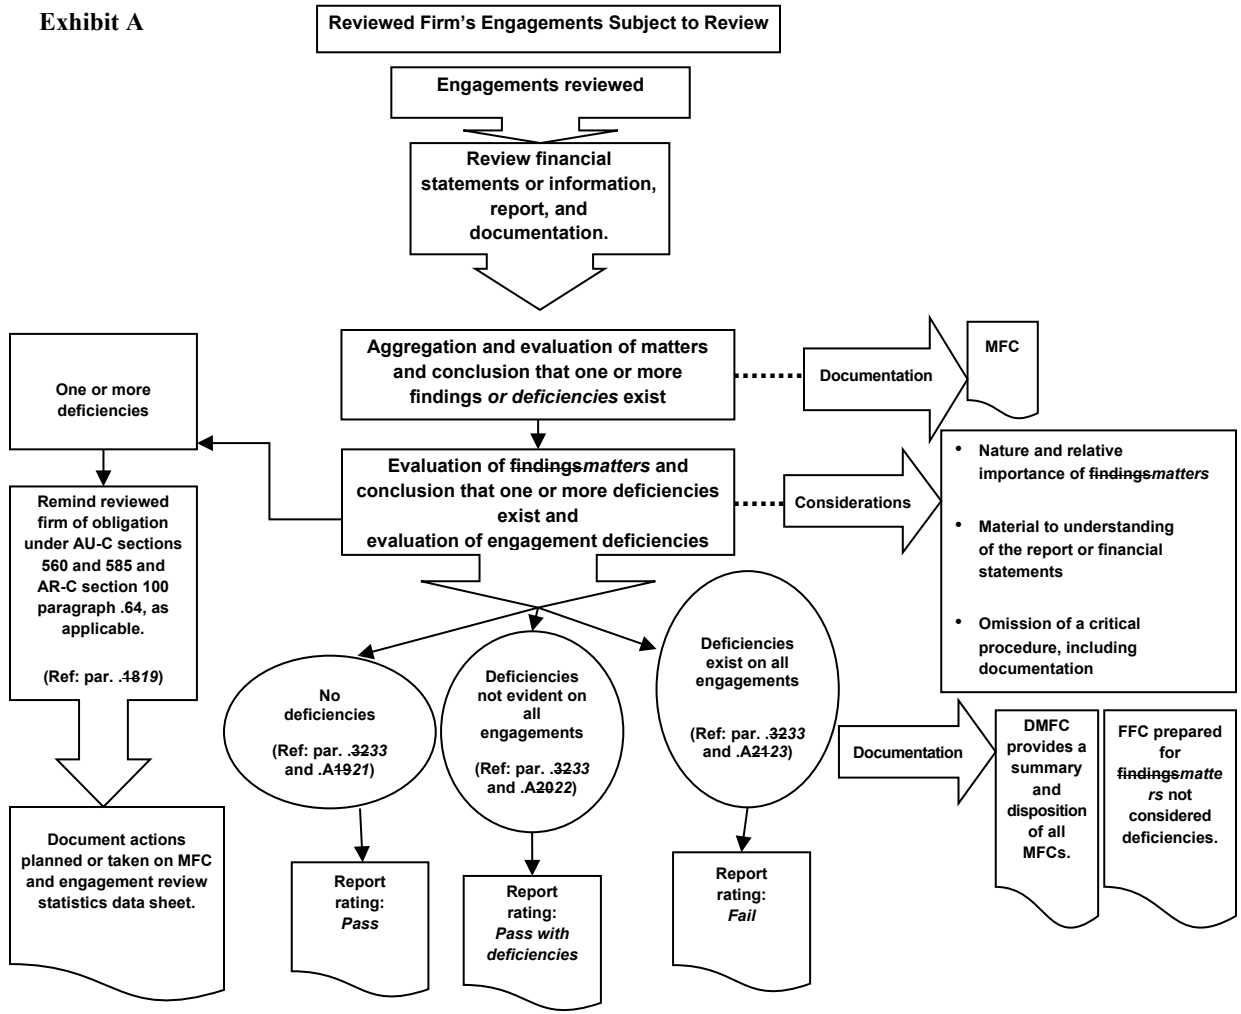 Exhibit A
Reviewed Firm's Engagements Subject to Review
Engagements reviewed
Review financial
statements or information,
report, and
documentation.
Aggregation and evaluation of matters
and conclusion that one or more
findings or deficiencies exist
Documentation
MFC
One or more
deficiencies
Evaluation of findingsmatters and
conclusion that one or more deficiencies
exist and
evaluation of engagement deficiencies
Considerations
• Nature and relative
importance of findingsmatters
• Material to understanding
of the report or financial
statements
• Omission of a critical
procedure, including
documentation
Remind reviewed
firm of obligation
under AU-C sections
560 and 585 and
AR-C section 100
paragraph .64, as
applicable.
(Ref: par. .1819)
No
deficiencies
(Ref: par. .3233
and .A1921)
Deficiencies
not evident on
all
engagements
(Ref: par. .3233
and .A2022)
Deficiencies
exist on all
engagements
(Ref: par. .3233
and .A2123)
Documentation
DMFC
provides a
summary
and
disposition
of all
MFCs.
FFC prepared
for
findingsmatte
rs not
considered
deficiencies.
Document actions
planned or taken on MFC
and engagement review
statistics data sheet.
Report
rating:
Pass
Report
rating:
Pass with
deficiencies
Report
rating:
Fail